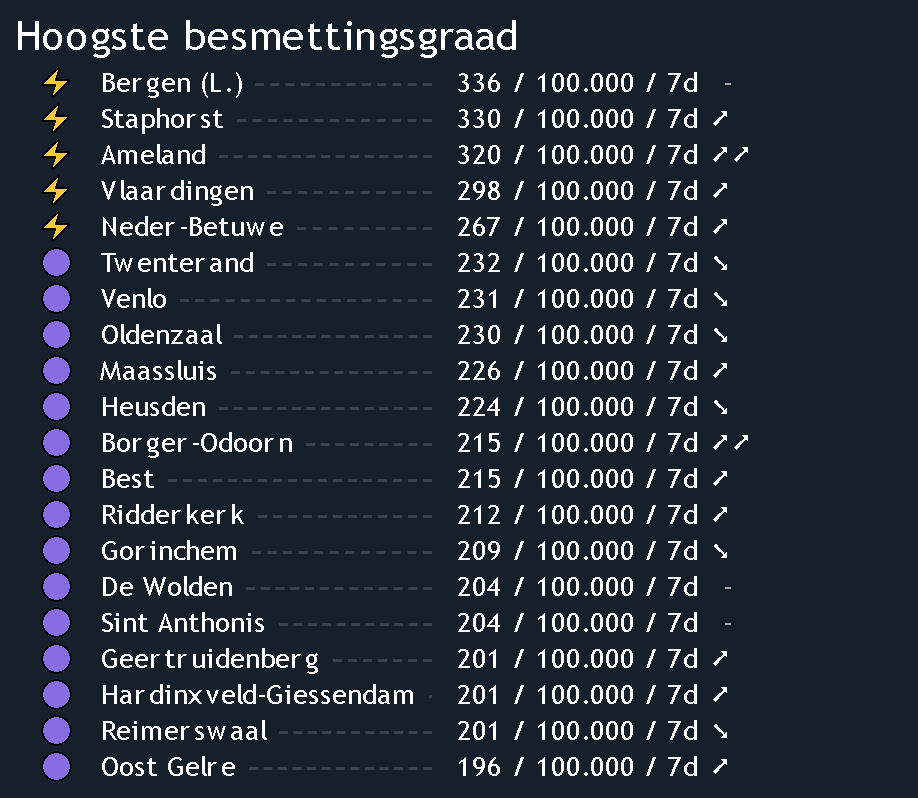 Hoogste besmettingsgraad
⚡ Bergen (L.) ------------ 336 / 100.000 / 7d -
⚡ Staphorst ------------- 330 / 100.000 / 7d ➚
⚡ Ameland -------------- 320 / 100.000 / 7d ➚➚
⚡ Vlaardingen ---------- 298 / 100.000 / 7d ➚
⚡ Neder-Betuwe -------- 267 / 100.000 / 7d ➚
🟣 Twenterand ---------- 232 / 100.000 / 7d ➘
🟣 Venlo ---------------- 231 / 100.000 / 7d ➘
🟣 Oldenzaal ------------- 230 / 100.000 / 7d ➘
🟣 Maassluis ------------- 226 / 100.000 / 7d ➚
🟣 Heusden -------------- 224 / 100.000 / 7d ➘
🟣 Borger-Odoorn -------- 215 / 100.000 / 7d ➚➚
🟣 Best ----------------- 215 / 100.000 / 7d ➚
🟣 Ridderkerk ------------ 212 / 100.000 / 7d ➚
🟣 Gorinchem ------------ 209 / 100.000 / 7d ➘
🟣 De Wolden ------------ 204 / 100.000 / 7d -
🟣 Sint Anthonis ---------- 204 / 100.000 / 7d -
🟣 Geertruidenberg ------ 201 / 100.000 / 7d ➚
🟣 Hardinxveld-Giessendam - 201 / 100.000 / 7d ➚
🟣 Reimerswaal ---------- 201 / 100.000 / 7d ➘
🟣 Oost Gelre ------------ 196 / 100.000 / 7d ➚